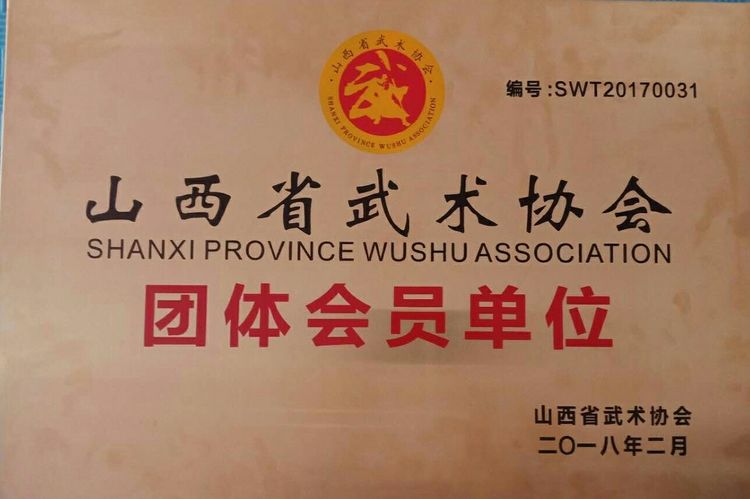 山西省武术协会
武
SHANXI PROVINCE WUSHU ASSOCIATION
编号:SWT20170031
山西省武术协会
SHANXI PROVINCE WUSHU ASSOCIATION
团体会员单位
山西省武术协会
二〇一八年二月